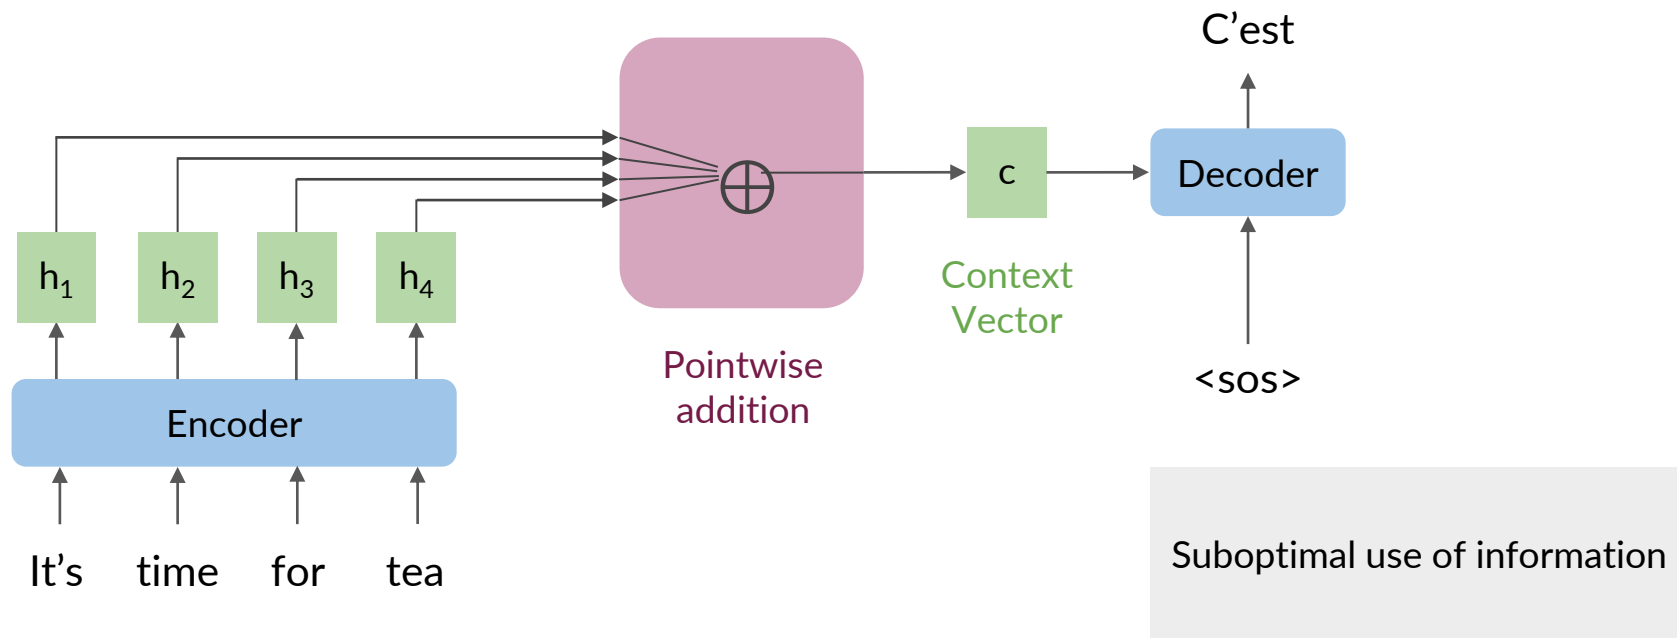 C’est
Decoder
c
h₁ h₂ h₃ h₄
Context
Vector
Pointwise
addition
<sos>
Encoder
It’s time for tea
Suboptimal use of information